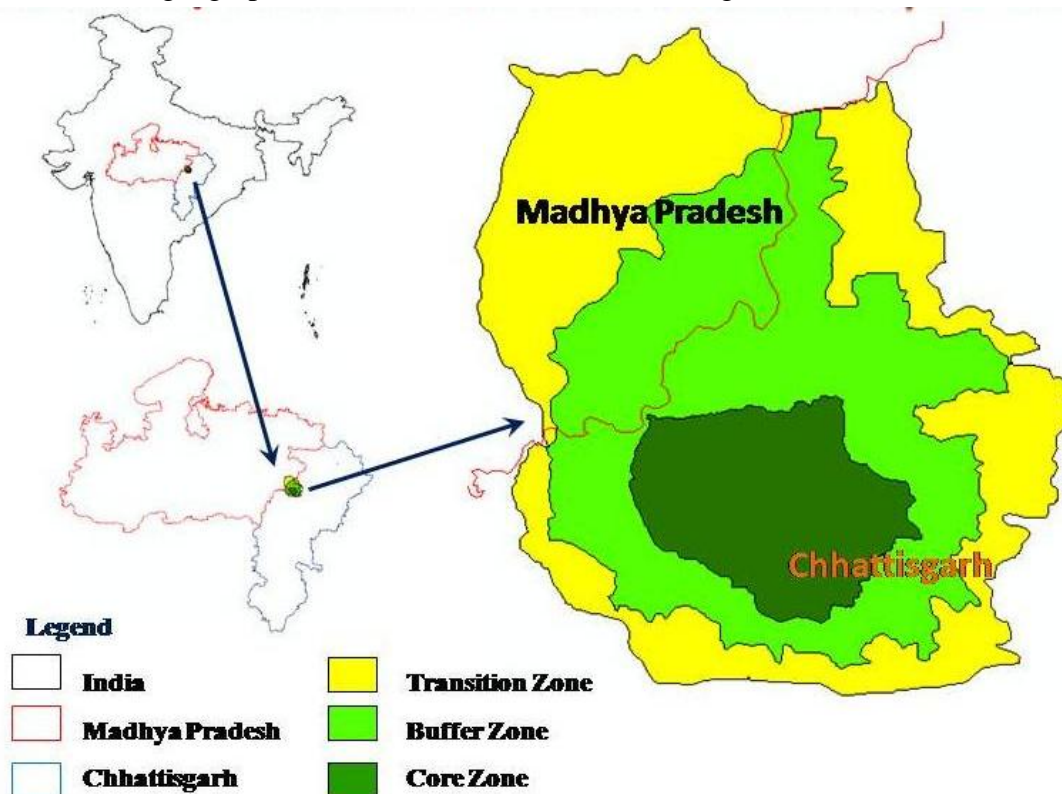 Madhya Pradesh
Chhattisgarh
Legend
India
Madhya Pradesh
Chhattisgarh
Transition Zone
Buffer Zone
Core Zone